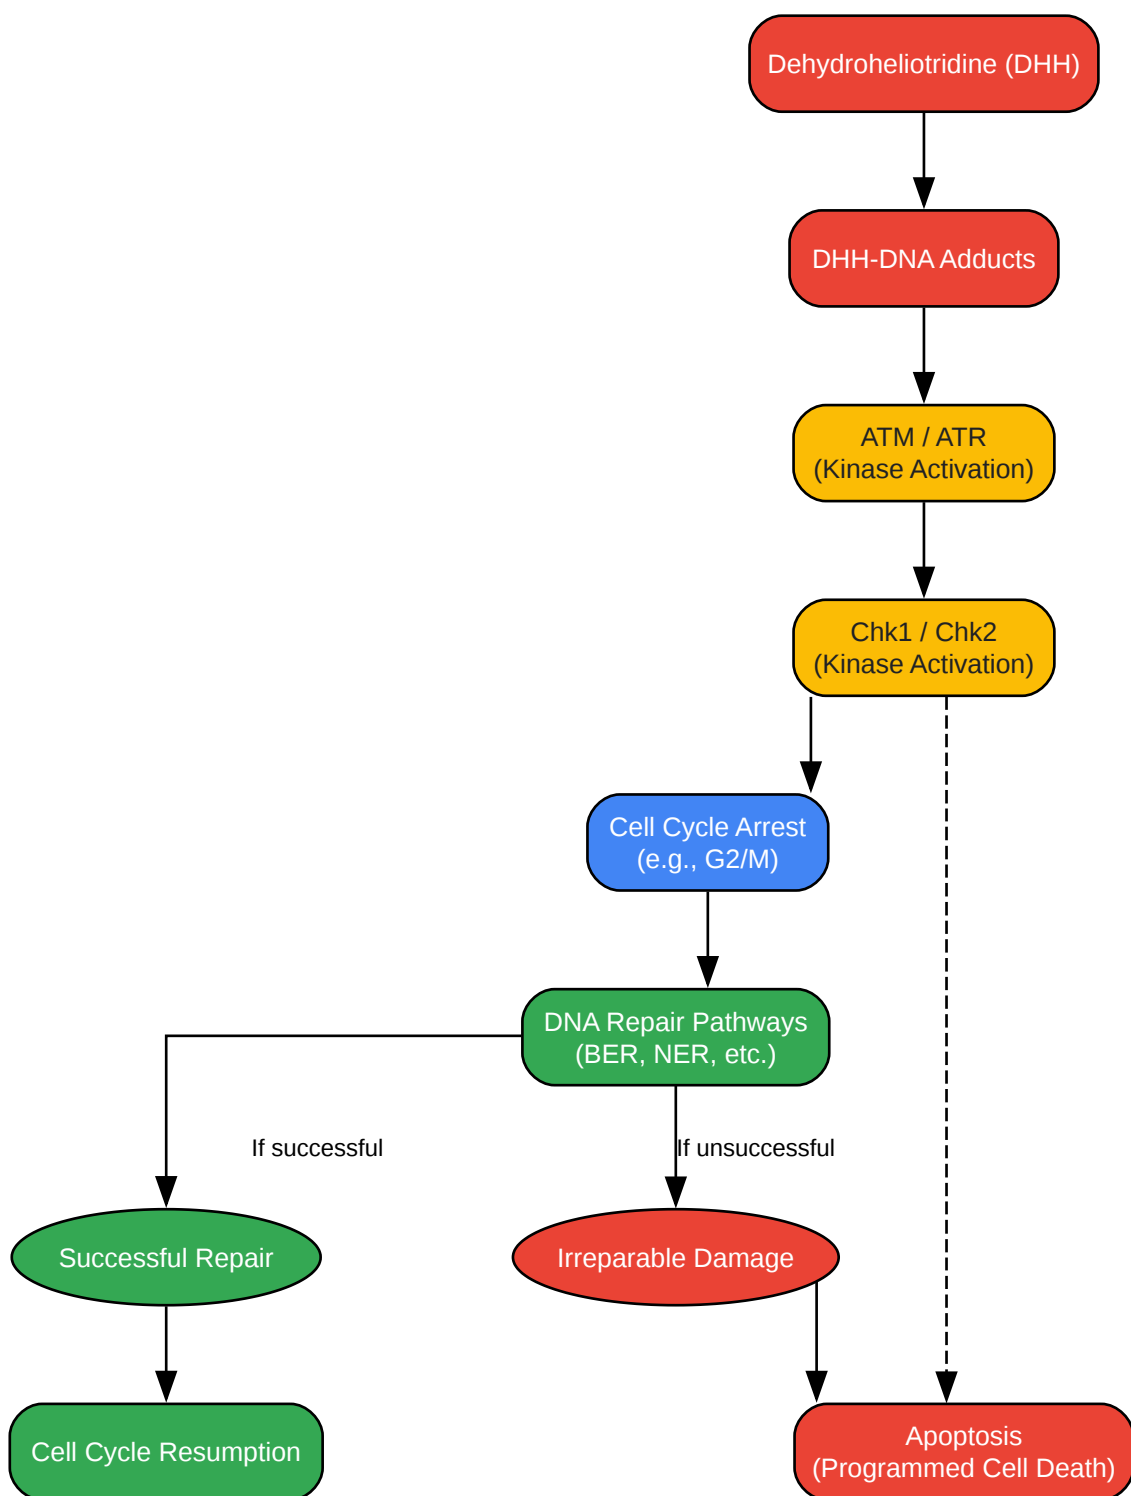 Dehydroheliotridine (DHH)
DHH-DNA Adducts
ATM / ATR
(Kinase Activation)
Chk1 / Chk2
(Kinase Activation)
Cell Cycle Arrest
(e.g., G2/M)
DNA Repair Pathways
(BER, NER, etc.)
If successful
If unsuccessful
Successful Repair
Irreparable Damage
Cell Cycle Resumption
Apoptosis
(Programmed Cell Death)